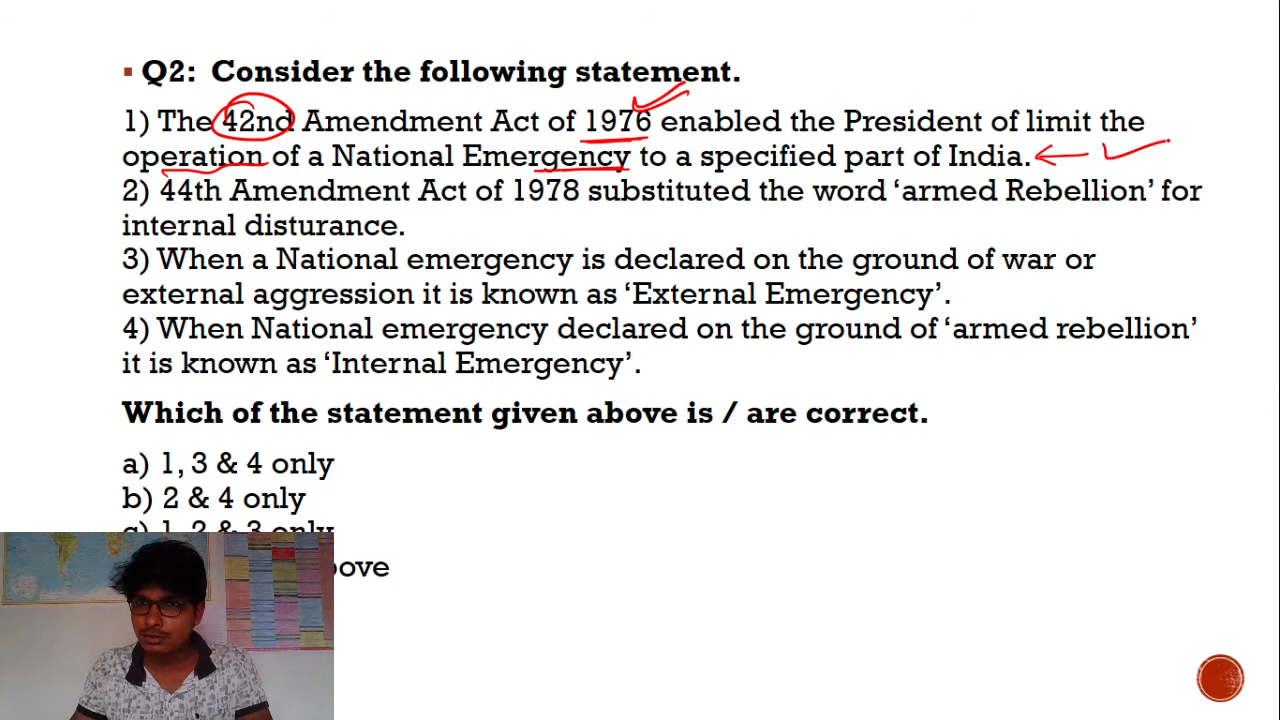 Q2: Consider the following statement.
1) The 42nd Amendment Act of 1976 enabled the President of limit the
operation of a National Emergency to a specified part of India.
2) 44th Amendment Act of 1978 substituted the word ‘armed Rebellion’ for
internal disturance.
3) When a National emergency is declared on the ground of war or
external aggression it is known as ‘External Emergency’.
4) When National emergency declared on the ground of ‘armed rebellion’
it is known as ‘Internal Emergency’.
Which of the statement given above is / are correct.
a) 1, 3 & 4 only
b) 2 & 4 only
c) 1, 2 & 3 only